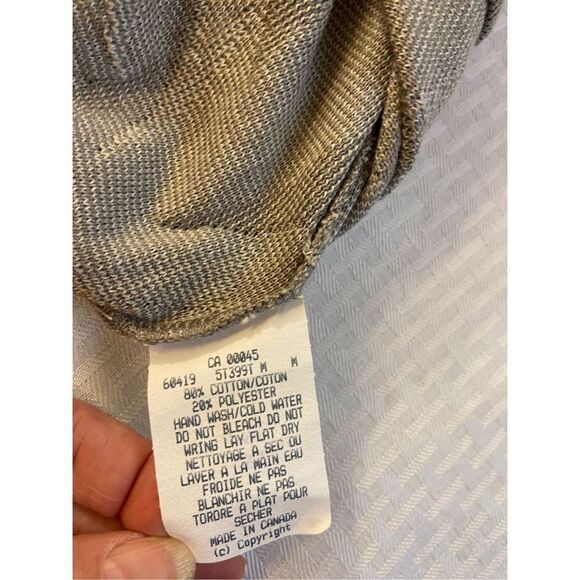 CA 00045
60419 5T399T M M
80% COTTON/COTON
20% POLYESTER
HAND WASH/COLD WATER
DO NOT BLEACH DO NOT
WRING LAY FLAT DRY
NETTOYAGE A SEC OU
LAVER A LA MAIN EAU
FROIDE NE PAS
BLANCHIR NE PAS
TORORE A PLAT POUR
SECHER
MADE IN CANADA
(c) Copyright